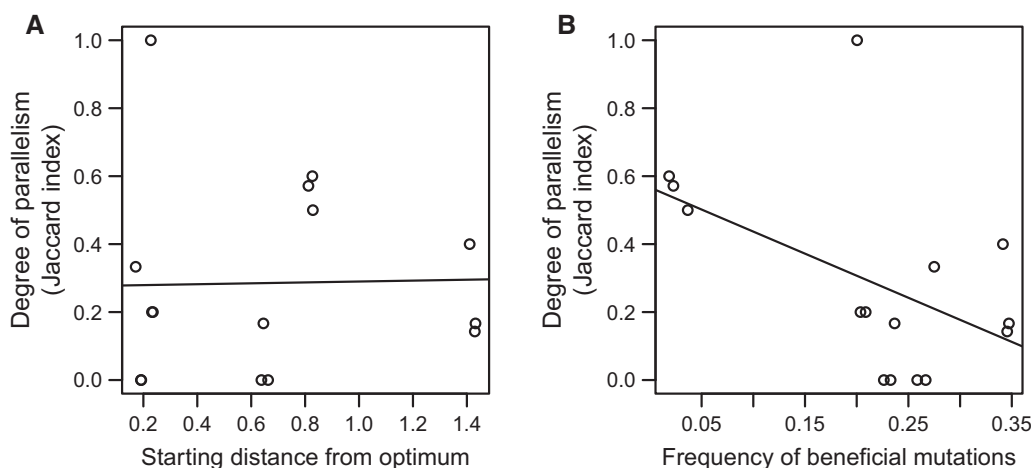 A
Degree of parallelism
(Jaccard index)
1.0
0.8
0.6
0.4
0.2
0.0
0.2 0.4 0.6 0.8 1.0 1.2 1.4
Starting distance from optimum
B
Degree of parallelism
(Jaccard index)
1.0
0.8
0.6
0.4
0.2
0.0
0.05 0.15 0.25 0.35
Frequency of beneficial mutations